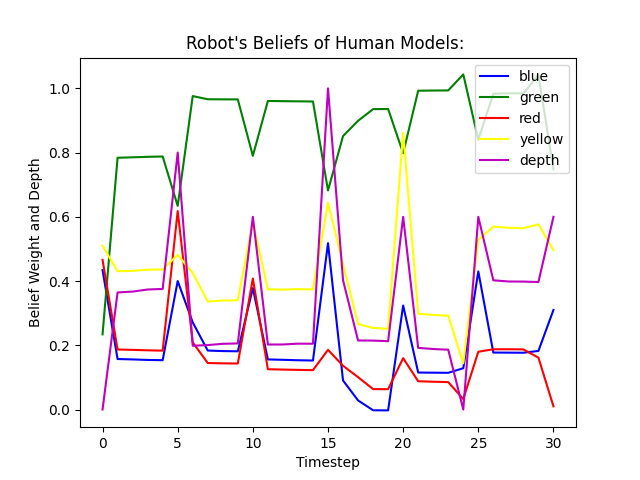 Robot's Beliefs of Human Models:
blue
green
red
yellow
depth
Belief Weight and Depth
1.0
0.8
0.6
0.4
0.2
0.0
0 5 10 15 20 25 30
Timestep